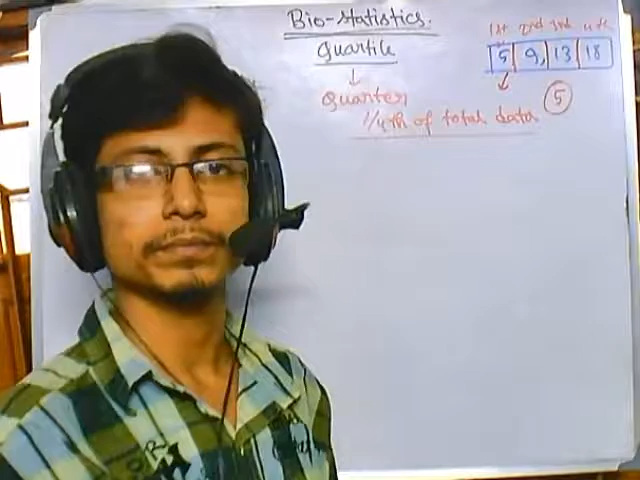 Bio-statistics.
Quartile
↓
Quarter
1/4th of total data
1st 2nd 3rd 4th
5 9, 13 18
↓
5